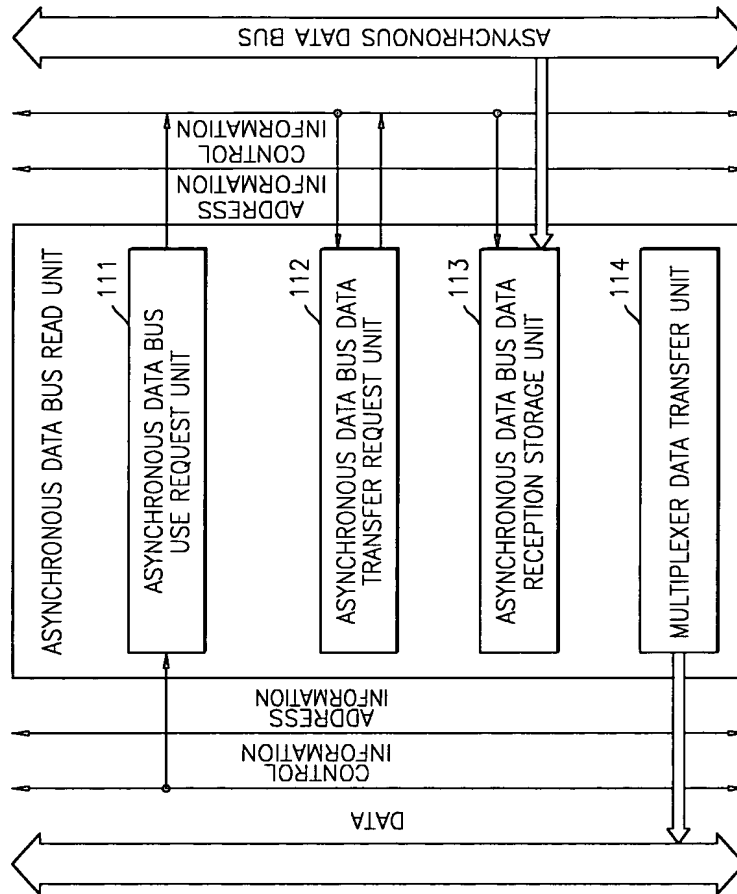 ASYNCHRONOUS DATA BUS READ UNIT
111
ASYNCHRONOUS DATA BUS
USE REQUEST UNIT
112
ASYNCHRONOUS DATA BUS DATA
TRANSFER REQUEST UNIT
113
ASYNCHRONOUS DATA BUS DATA
RECEPTION STORAGE UNIT
114
MULTIPLEXER DATA TRANSFER UNIT
DATA
CONTROL
INFORMATION
ADDRESS
INFORMATION
ADDRESS
INFORMATION
CONTROL
INFORMATION
ASYNCHRONOUS DATA BUS